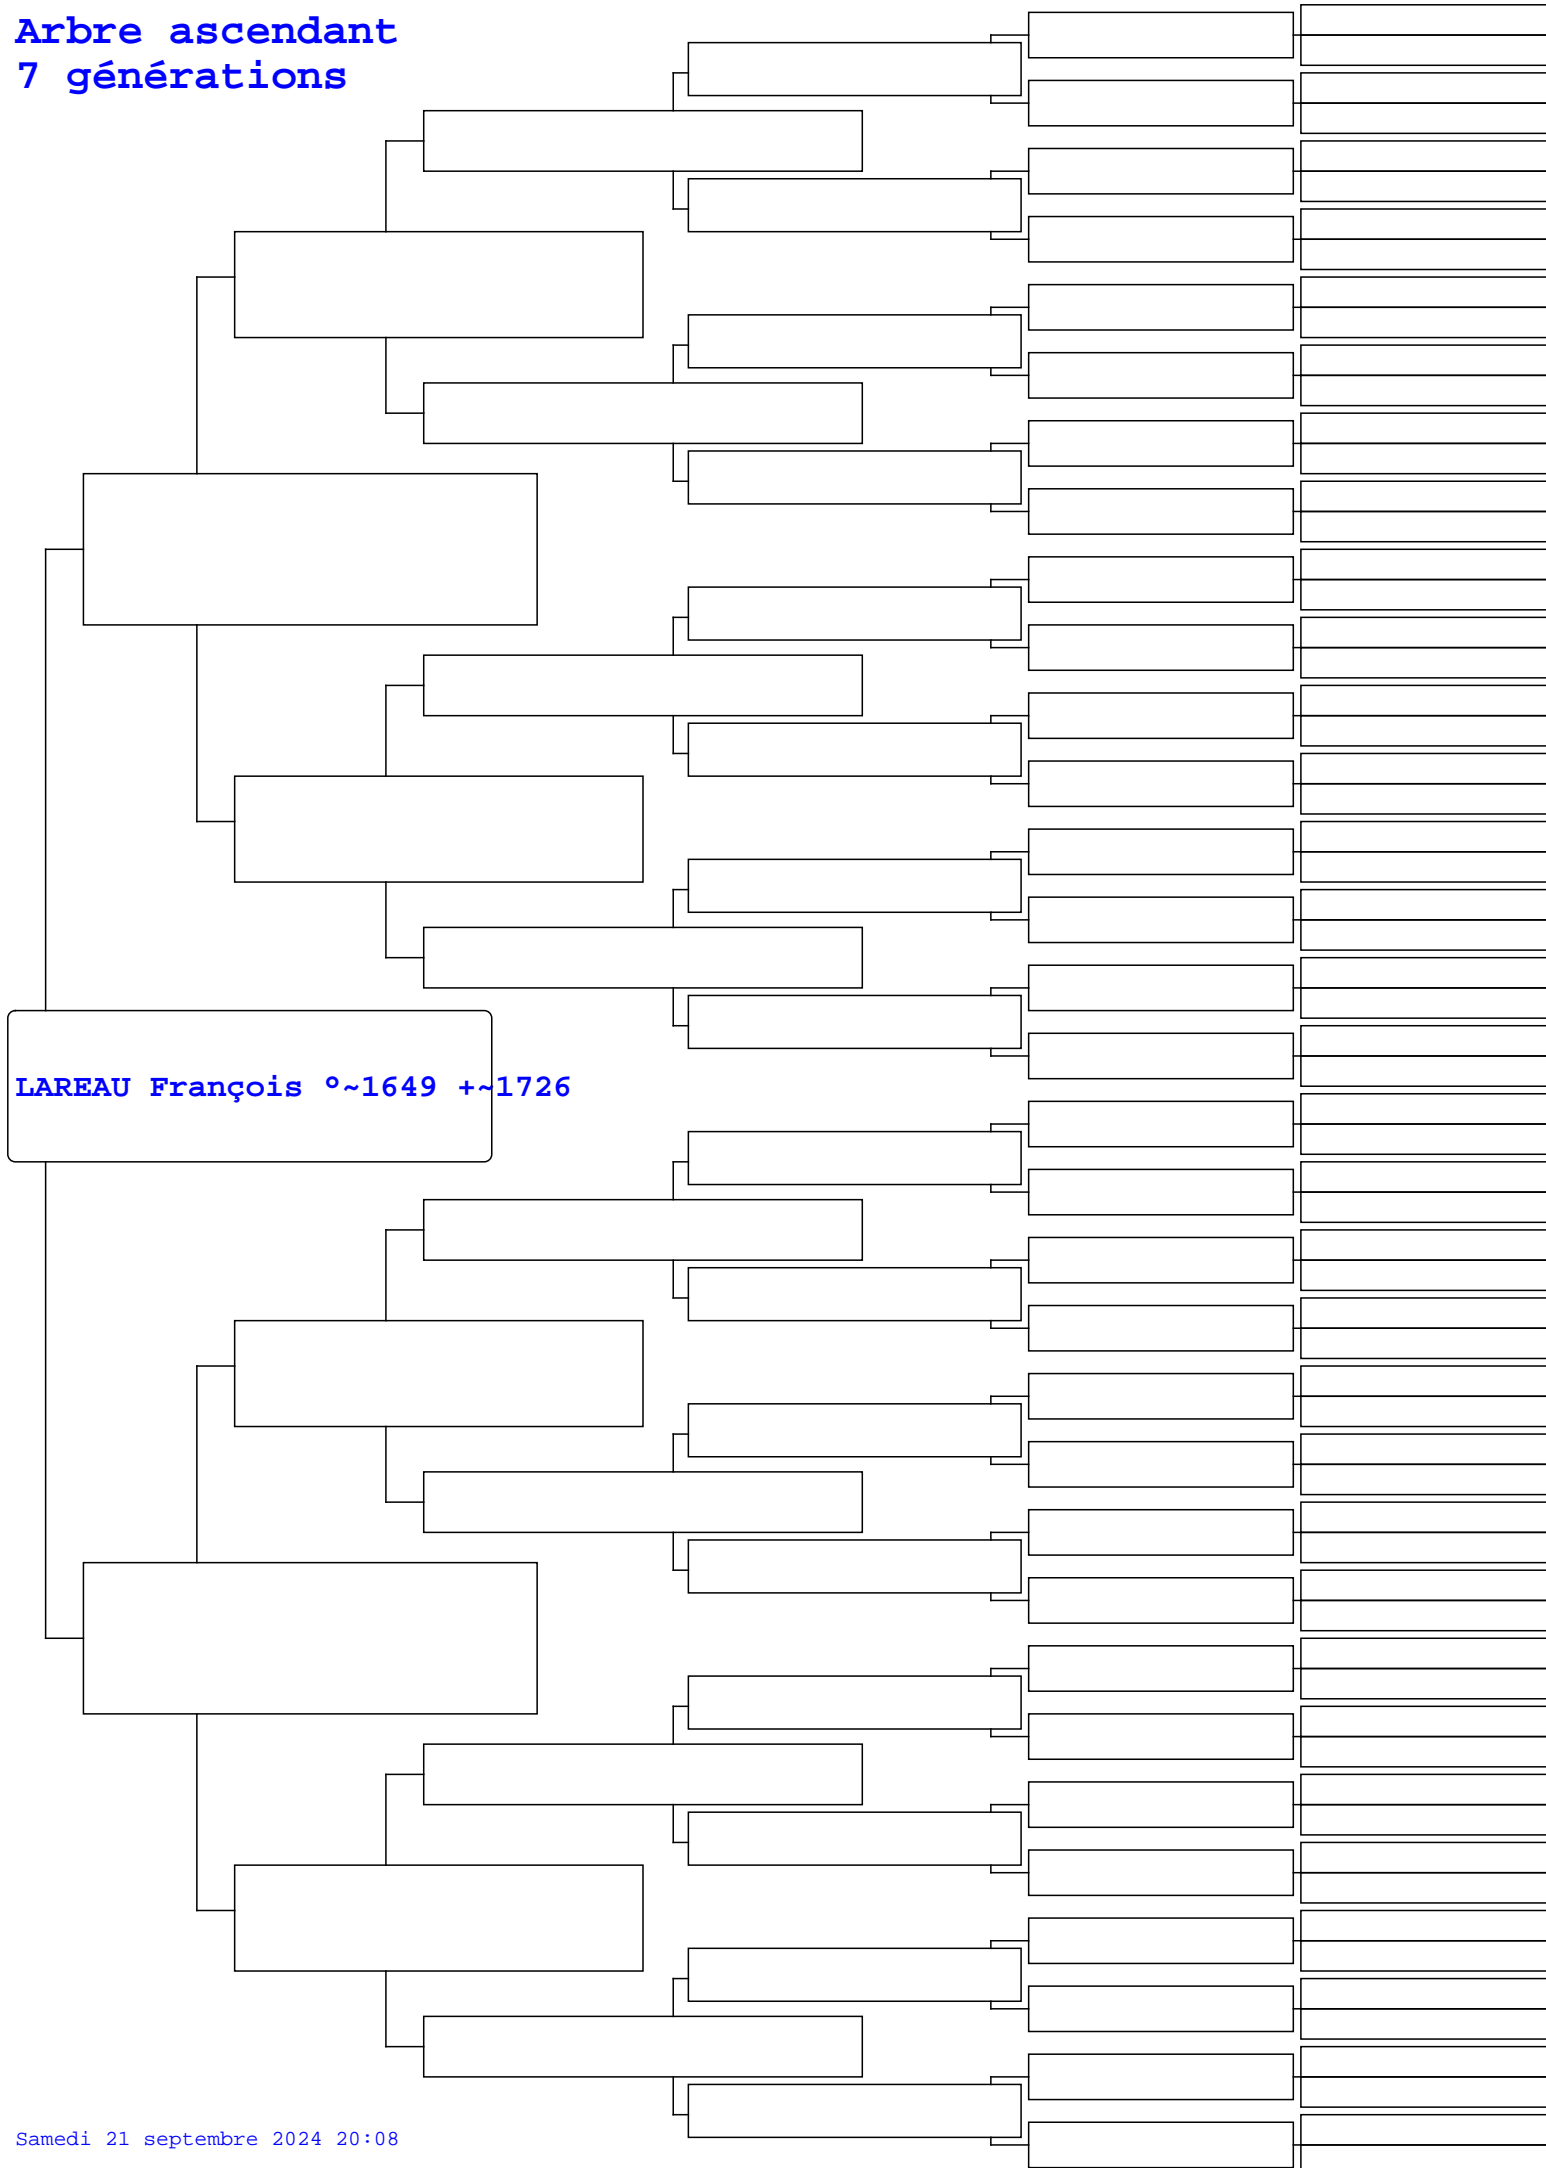 Arbre ascendant
7 générations
LAREAU François °~1649 +~1726
Samedi 21 septembre 2024 20:08